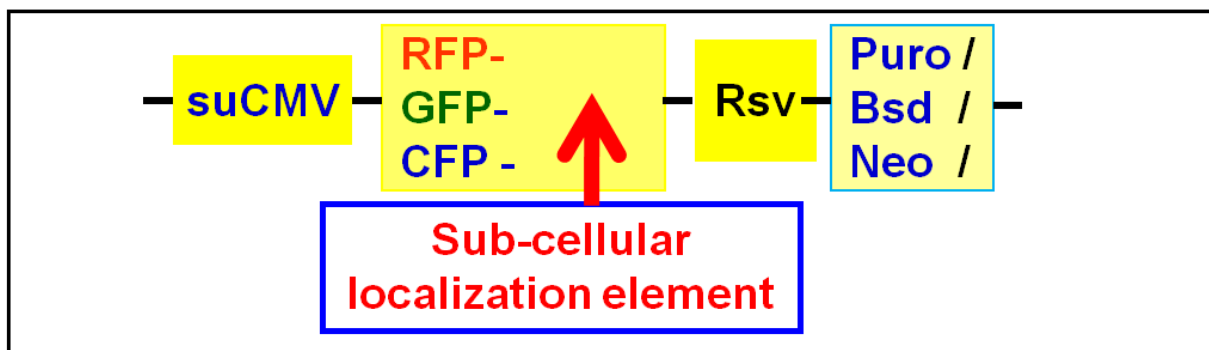 suCMV
RFP-
GFP-
CFP -
Rsv
Puro /
Bsd /
Neo /
Sub-cellular
localization element